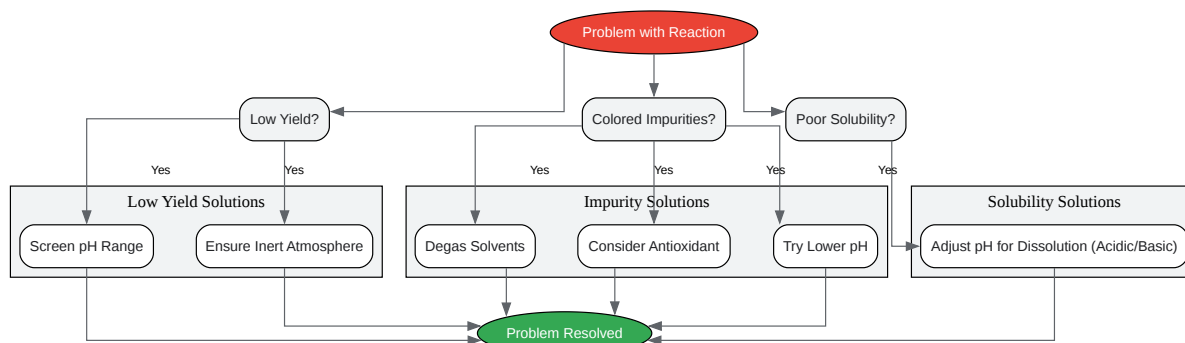 Problem with Reaction
Low Yield?
Colored Impurities?
Poor Solubility?
Yes
Yes
Yes
Yes
Yes
Yes
Low Yield Solutions
Impurity Solutions
Solubility Solutions
Screen pH Range
Ensure Inert Atmosphere
Degas Solvents
Consider Antioxidant
Try Lower pH
Adjust pH for Dissolution (Acidic/Basic)
Problem Resolved